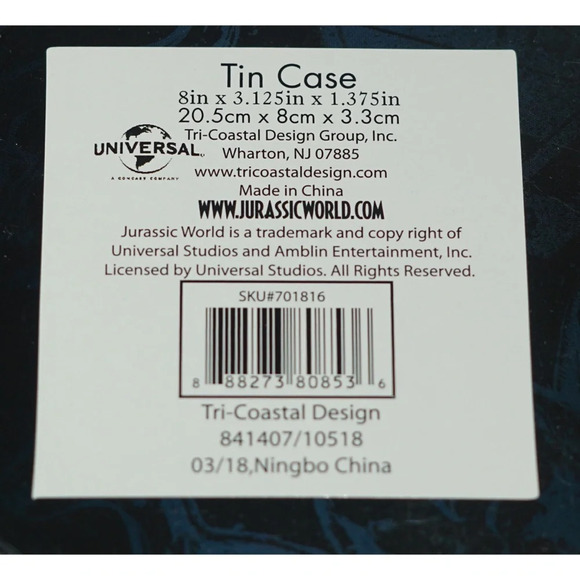 Tin Case
8in x 3.125in x 1.375in
20.5cm x 8cm x 3.3cm
Tri-Coastal Design Group, Inc.
UNIVERSAL
A COMCAST COMPANY
Wharton, NJ 07885
www.tricoastaldesign.com
Made in China
WWW.JURASSICWORLD.COM
Jurassic World is a trademark and copy right of
Universal Studios and Amblin Entertainment, Inc.
Licensed by Universal Studios. All Rights Reserved.
SKU#701816
8 88273 80853 6
Tri-Coastal Design
841407/10518
03/18,Ningbo China